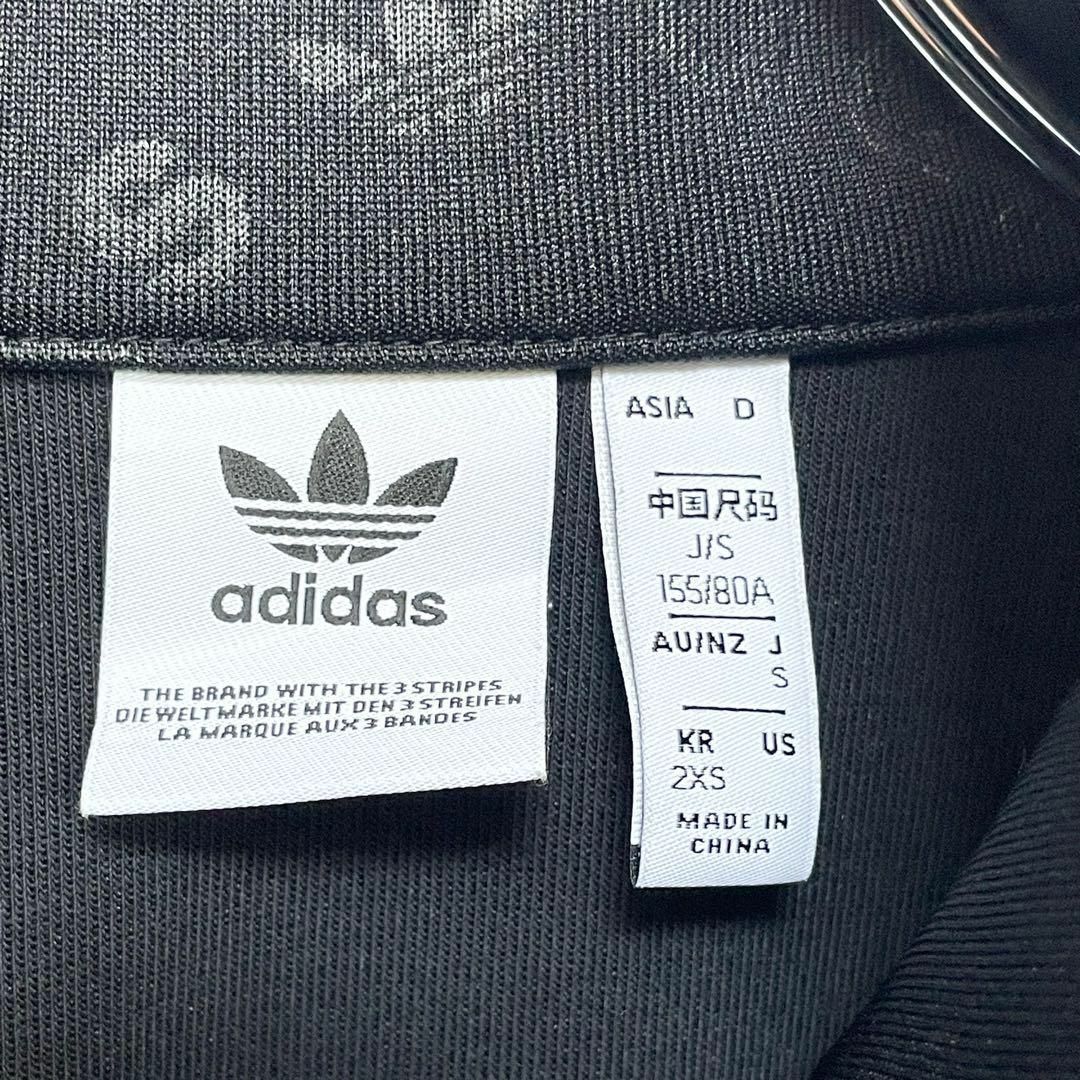 adidas
THE BRAND WITH THE 3 STRIPES
DIE WELTMARKE MIT DEN 3 STREIFEN
LA MARQUE AUX 3 BANDES
ASIA D
中国尺码
J/S
155/80A
AU/NZ J
S
KR US
2XS
MADE IN
CHINA